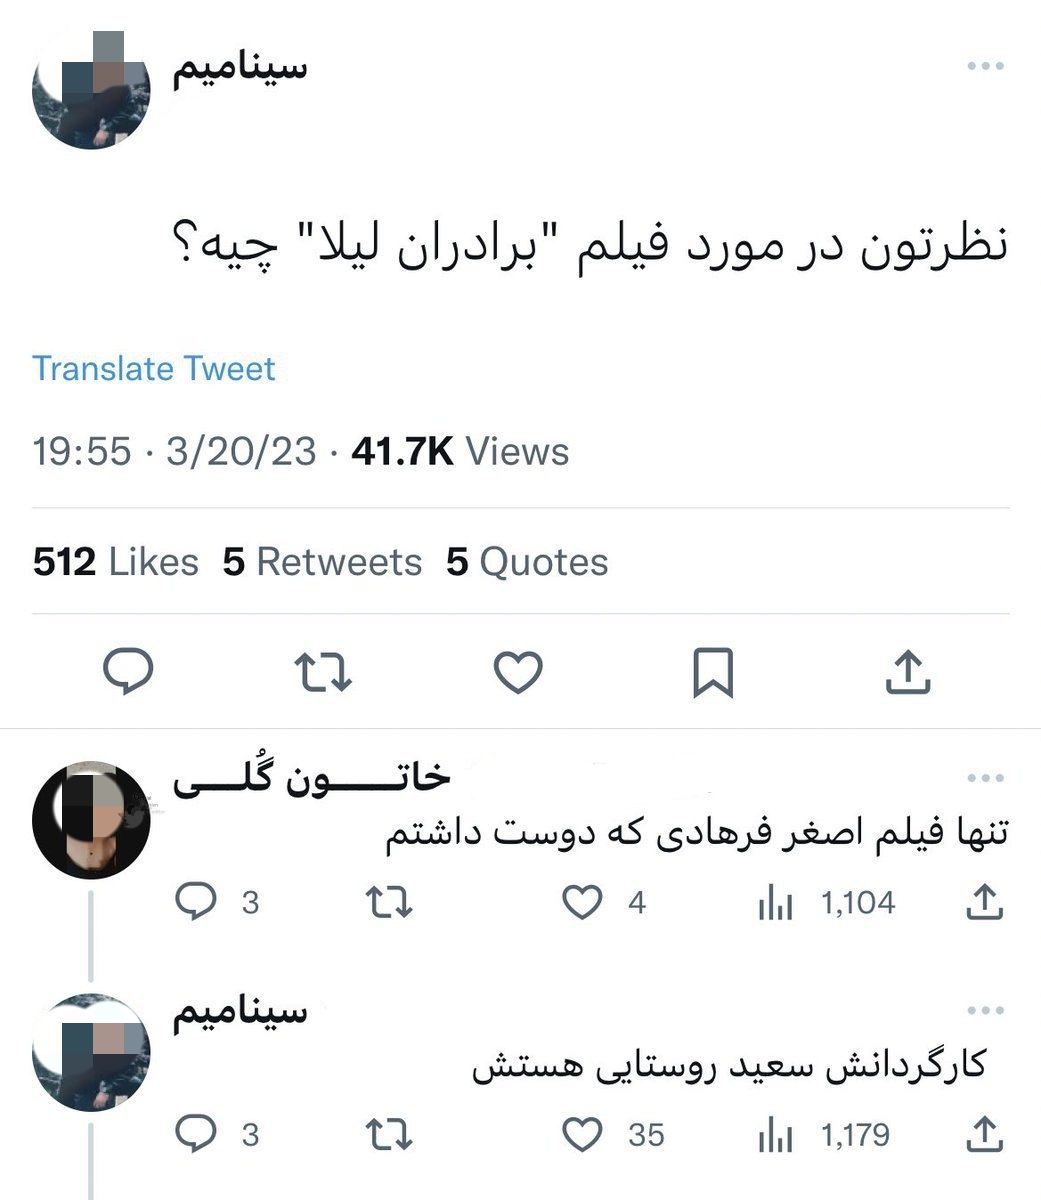 سینامیم
نظرتون در مورد فیلم "برادران لیلا" چیه؟
Translate Tweet
19:55 · 3/20/23 · 41.7K Views
512 Likes 5 Retweets 5 Quotes
خاتـــــون گُلـــی
تنها فیلم اصغر فرهادی که دوست داشتم
3 4 1,104
سینامیم
کارگردانش سعید روستایی هستش
3 35 1,179